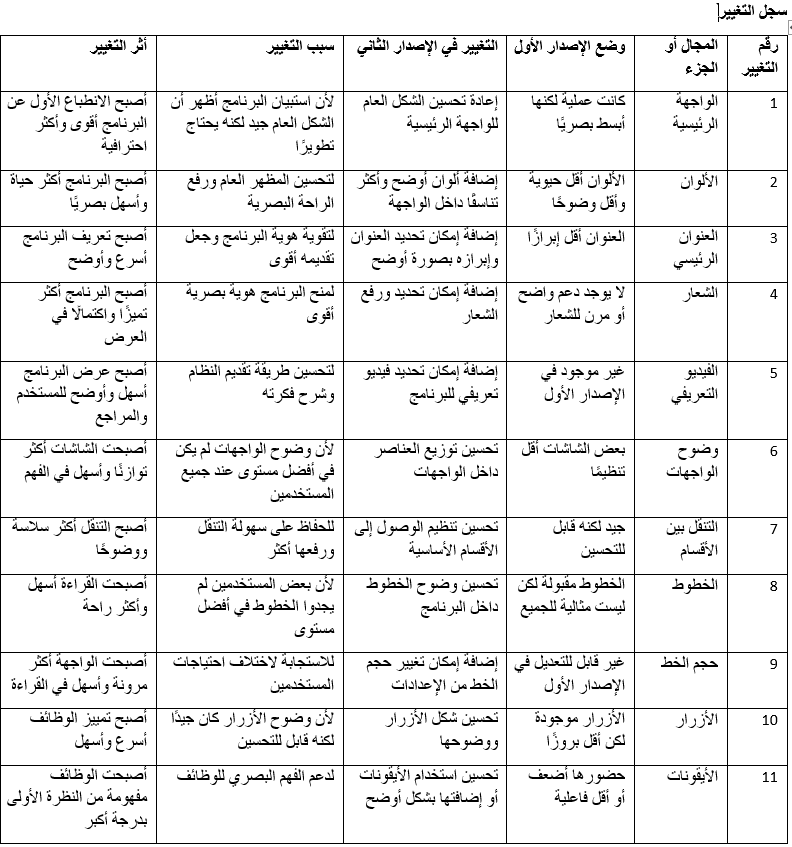 سجل التغيير
رقم التغيير | المجال أو الجزء | وضع الإصدار الأول | التغيير في الإصدار الثاني | سبب التغيير | أثر التغيير
1 | الواجهة الرئيسية | كانت عملية لكنها أبسط بصريًا | إعادة تحسين الشكل العام للواجهة الرئيسية | لأن استبيان البرنامج أظهر أن الشكل العام جيد لكنه يحتاج تطويرًا | أصبح الانطباع الأول عن البرنامج أقوى وأكثر احترافية
2 | الألوان | الألوان أقل حيوية وأقل وضوحًا | إضافة ألوان أوضح وأكثر تناسقًا داخل الواجهة | لتحسين المظهر العام ورفع الراحة البصرية | أصبح البرنامج أكثر حياة وأسهل بصريًا
3 | العنوان الرئيسي | العنوان أقل إبرازًا | إضافة إمكان تحديد العنوان وإبرازه بصورة أوضح | لتقوية هوية البرنامج وجعل تقديمه أقوى | أصبح تعريف البرنامج أسرع وأوضح
4 | الشعار | لا يوجد دعم واضح أو مرن للشعار | إضافة إمكان تحديد ورفع الشعار | لمنح البرنامج هوية بصرية أقوى | أصبح البرنامج أكثر تميزًا واكتمالًا في العرض
5 | الفيديو التعريفي | غير موجود في الإصدار الأول | إضافة إمكان تحديد فيديو تعريفي للبرنامج | لتحسين طريقة تقديم النظام وشرح فكرته | أصبح عرض البرنامج أسهل وأوضح للمستخدم والمراجع
6 | وضوح الواجهات | بعض الشاشات أقل تنظيمًا | تحسين توزيع العناصر داخل الواجهات | لأن وضوح الواجهات لم يكن في أفضل مستوى عند جميع المستخدمين | أصبحت الشاشات أكثر توازنًا وأسهل في الفهم
7 | التنقل بين الأقسام | جيد لكنه قابل للتحسين | تحسين تنظيم الوصول إلى الأقسام الأساسية | للحفاظ على سهولة التنقل ورفعها أكثر | أصبح التنقل أكثر سلاسة ووضوحًا
8 | الخطوط | الخطوط مقبولة لكن ليست مثالية للجميع | تحسين وضوح الخطوط داخل البرنامج | لأن بعض المستخدمين لم يجدوا الخطوط في أفضل مستوى | أصبحت القراءة أسهل وأكثر راحة
9 | حجم الخط | غير قابل للتعديل في الإصدار الأول | إضافة إمكان تغيير حجم الخط من الإعدادات | للاستجابة لاختلاف احتياجات المستخدمين | أصبحت الواجهة أكثر مرونة وأسهل في القراءة
10 | الأزرار | الأزرار موجودة لكن أقل بروزًا | تحسين شكل الأزرار ووضوحها | لأن وضوح الأزرار كان جيدًا لكنه قابل للتحسين | أصبح تمييز الوظائف أسرع وأسهل
11 | الأيقونات | حضورها أضعف أو أقل فاعلية | تحسين استخدام الأيقونات أو إضافتها بشكل أوضح | لدعم الفهم البصري للوظائف | أصبحت الوظائف مفهومة من النظرة الأولى بدرجة أكبر